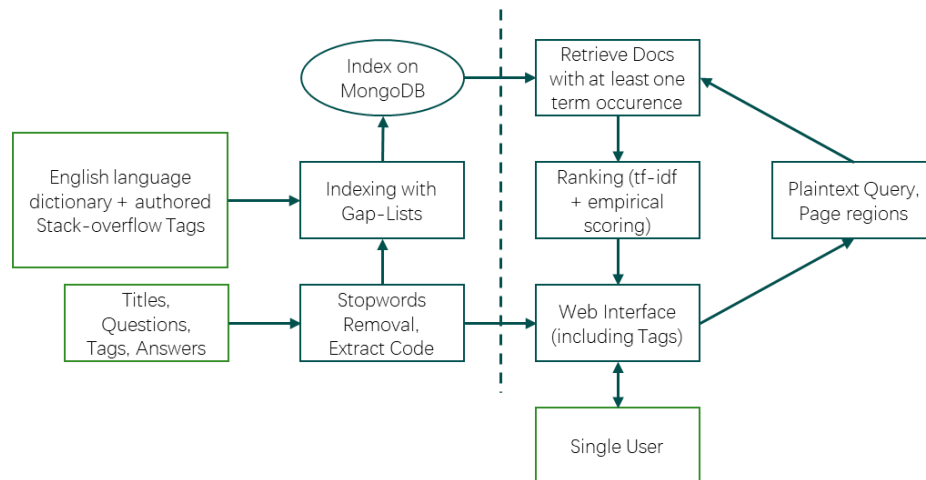 Index on
MongoDB
Retrieve Docs
with at least one
term occurence
English language
dictionary + authored
Stack-overflow Tags
Indexing with
Gap-Lists
Ranking (tf-idf
+ empirical
scoring)
Plaintext Query,
Page regions
Titles,
Questions,
Tags, Answers
Stopwords
Removal,
Extract Code
Web Interface
(including Tags)
Single User